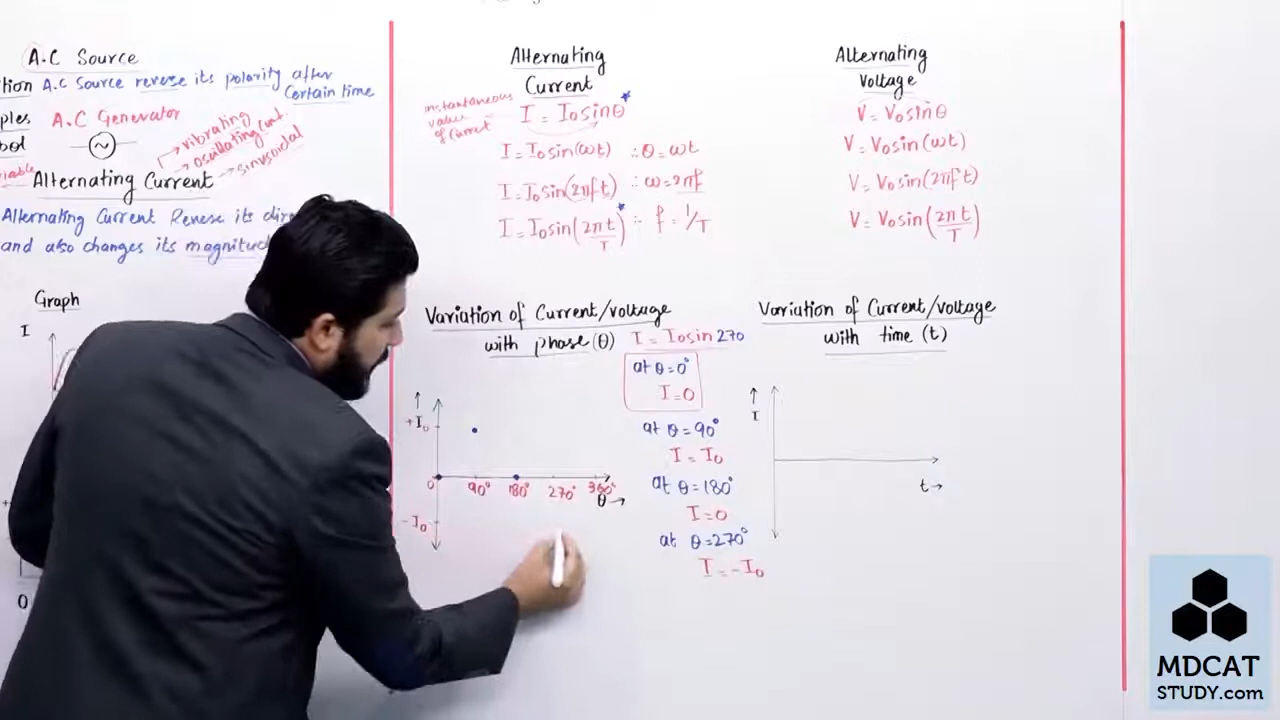 A.C Source
A.C Source reverse its polarity after
Certain time
A.C Generator
→ vibrating
→ oscillating
→ sinusoidal
~
Alternating Current
Alternating Current Reverse its
and also changes its magnitude
Graph
I
0
Alternating
Current
instantaneous
value
of Current
I = I₀sinθ*
I = I₀sin(ωt) ∴ θ = ωt
I = I₀sin(2πft) ∴ ω = 2πf
I = I₀sin(2πt/T)* ∴ f = 1/T
Alternating
Voltage
V = V₀sinθ
V = V₀sin(ωt)
V = V₀sin(2πft)
V = V₀sin(2πt/T)
Variation of Current/voltage
with phase (θ)
I = I₀sin 270
at θ = 0°
I = 0
at θ = 90°
I = I₀
at θ = 180°
I = 0
at θ = 270°
I = -I₀
↑
+I₀
0 90° 180° 270° 360°
θ →
-I₀
Variation of Current/voltage
with time (t)
↑
I
t →
MDCAT
STUDY.com